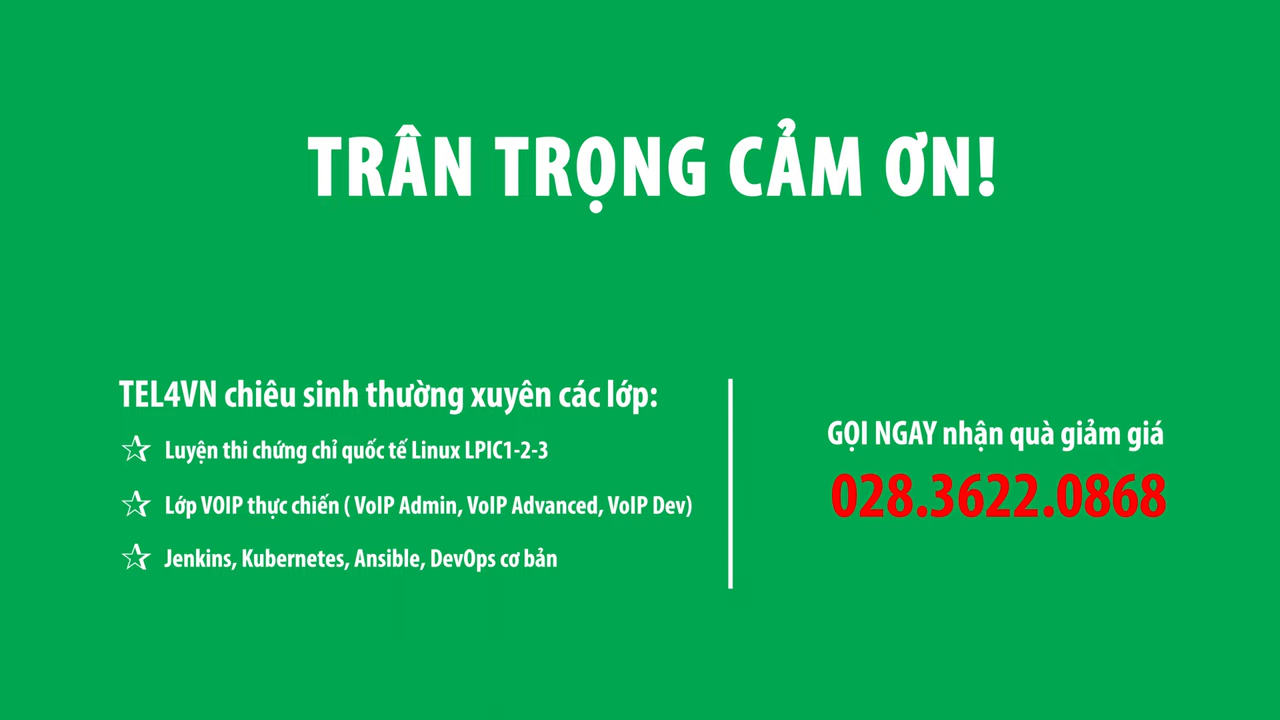 TRÂN TRỌNG CẢM ƠN!
TEL4VN chiêu sinh thường xuyên các lớp:
Luyện thi chứng chỉ quốc tế Linux LPIC1-2-3
Lớp VOIP thực chiến ( VoIP Admin, VoIP Advanced, VoIP Dev)
Jenkins, Kubernetes, Ansible, DevOps cơ bản
GỌI NGAY nhận quà giảm giá
028.3622.0868